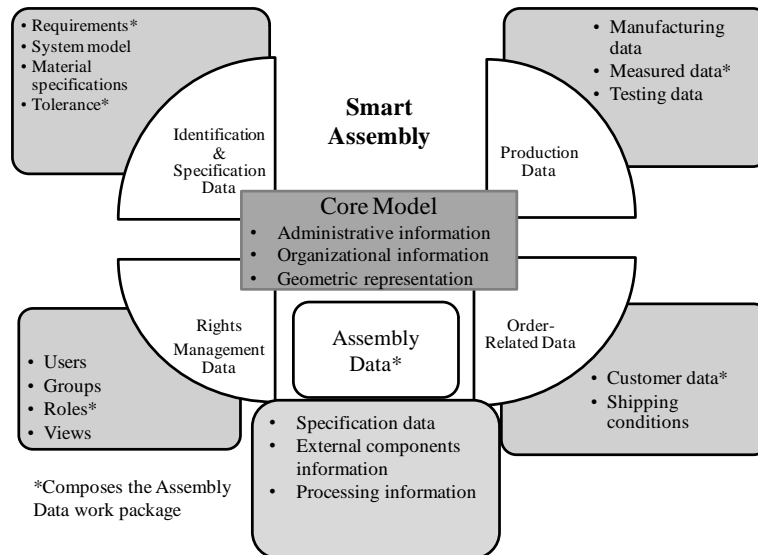 • Requirements*
• System model
• Material
specifications
• Tolerance*
Identification
&
Specification
Data
Smart
Assembly
• Manufacturing
data
• Measured data*
• Testing data
Production
Data
Core Model
• Administrative information
• Organizational information
• Geometric representation
Rights
Management
Data
• Users
• Groups
• Roles*
• Views
Assembly
Data*
Order-
Related Data
• Customer data*
• Shipping
conditions
• Specification data
• External components
information
• Processing information
*Composes the Assembly
Data work package